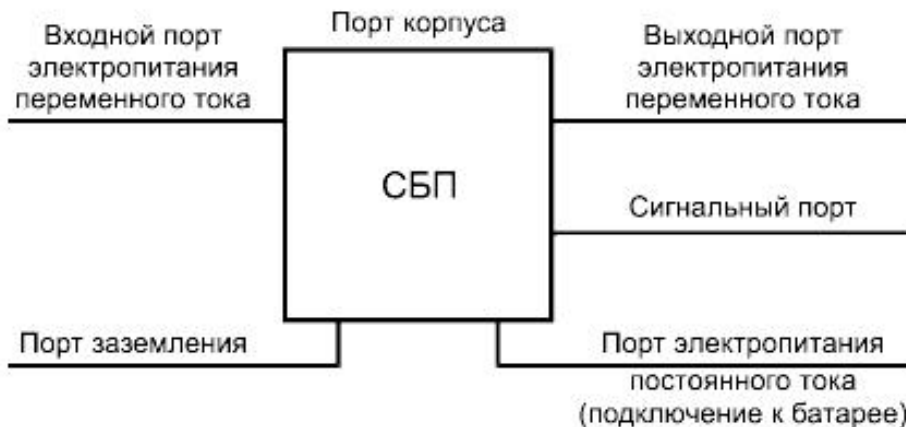 Порт корпуса
Входной порт
электропитания
переменного тока
Выходной порт
электропитания
переменного тока
СБП
Сигнальный порт
Порт заземления
Порт электропитания
постоянного тока
(подключение к батарее)